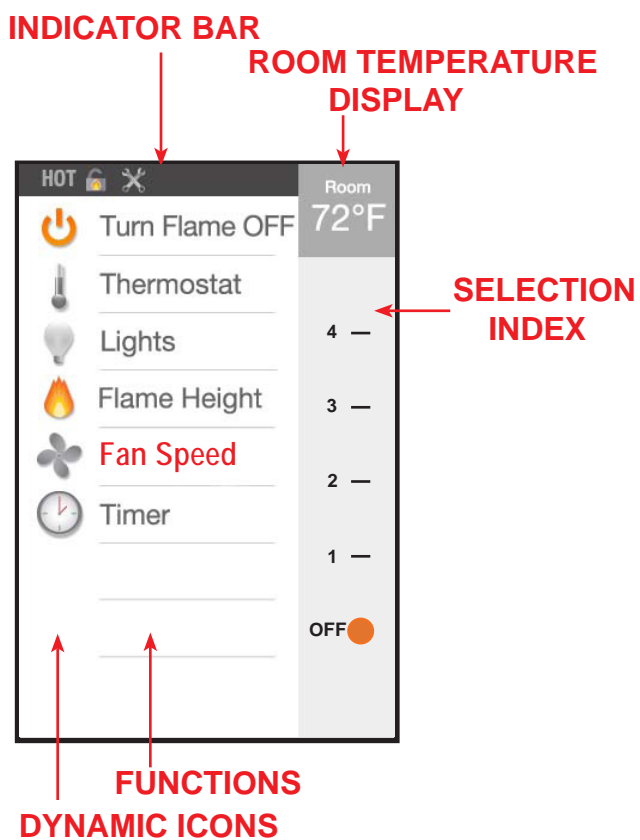 INDICATOR BAR
ROOM TEMPERATURE
DISPLAY
HOT
Room
72°F
Turn Flame OFF
Thermostat
Lights
Flame Height
Fan Speed
Timer
SELECTION
INDEX
4
3
2
1
OFF
FUNCTIONS
DYNAMIC ICONS